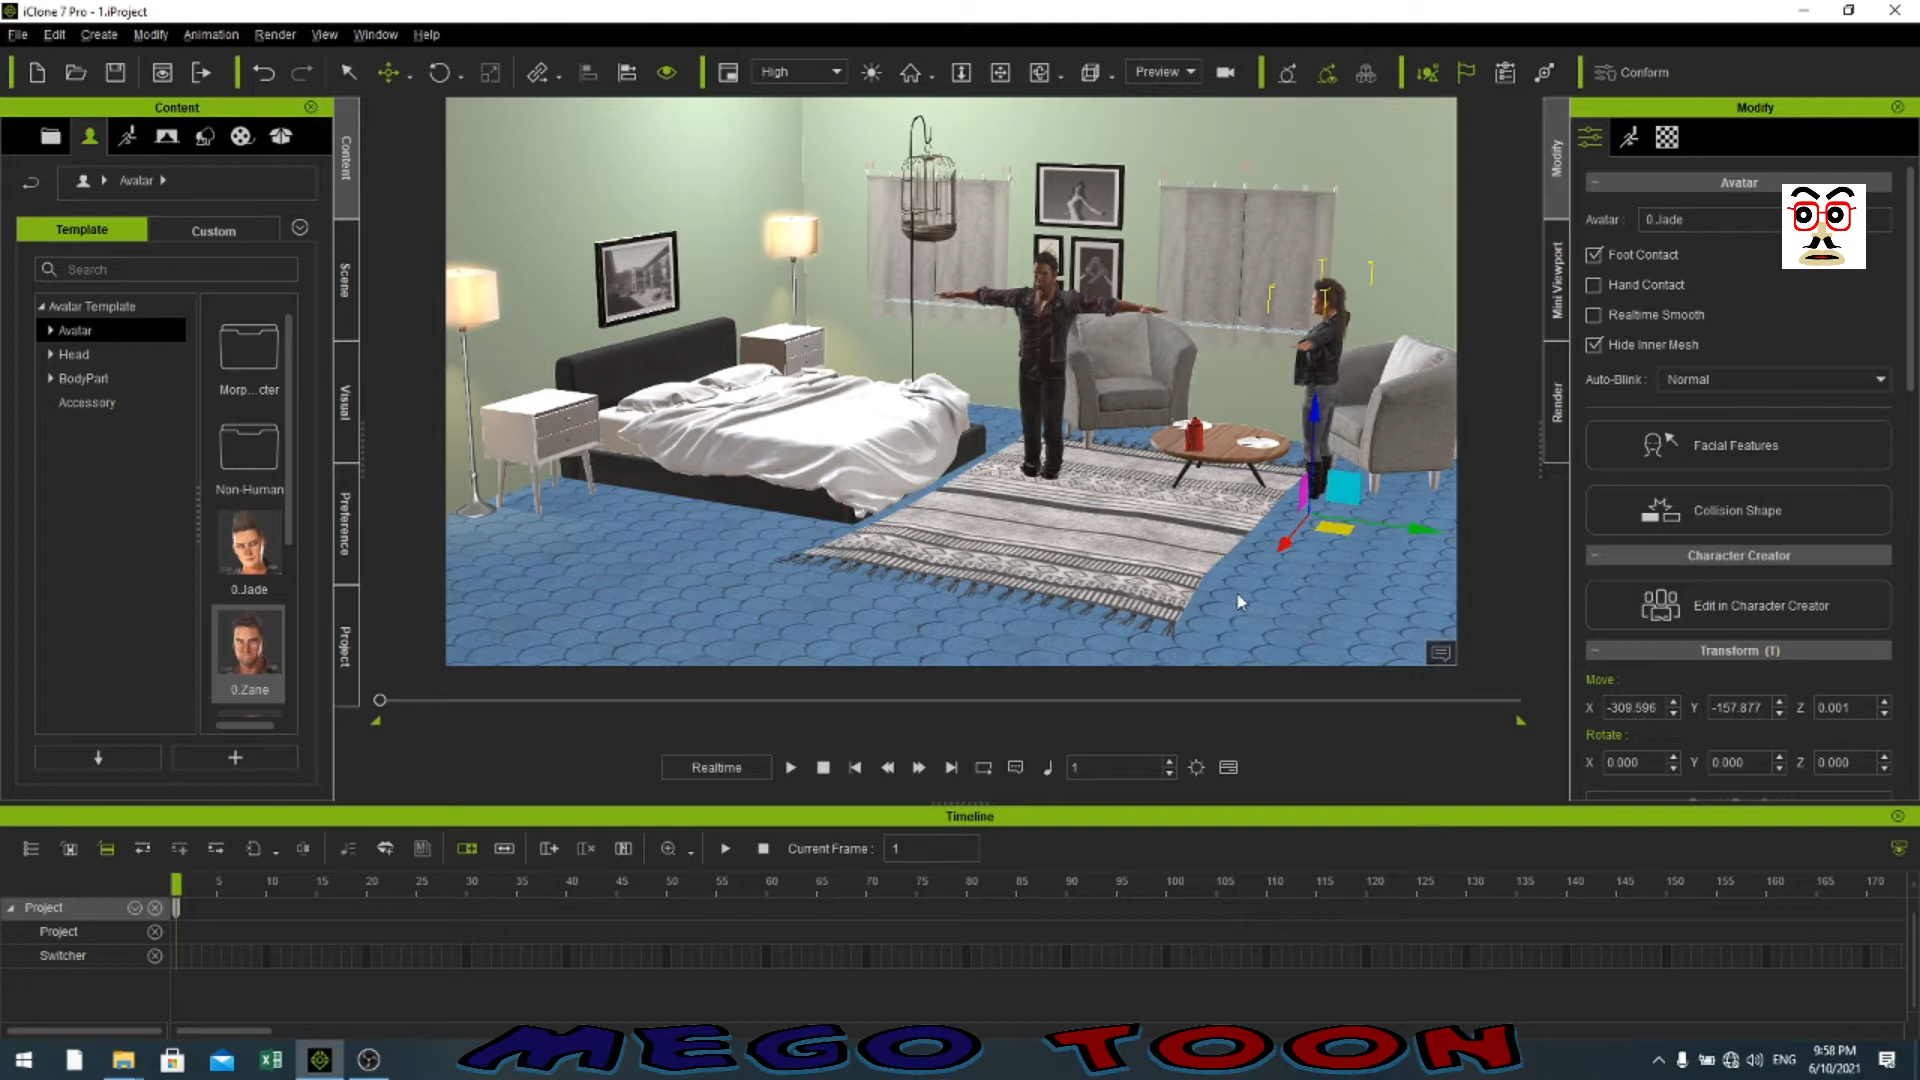 iClone 7 Pro - 1.iProject
File Edit Create Modify Animation Render View Window Help
High
Preview
Conform
Content
Avatar
Template Custom
Search
Avatar Template
Avatar
Head
BodyPart
Accessory
Morp...cter
Non-Human
0.Jade
0.Zane
Content
Scene
Visual
Preference
Project
Modify
Mini Viewport
Render
Modify
Avatar
Avatar : 0.Jade
Foot Contact
Hand Contact
Realtime Smooth
Hide Inner Mesh
Auto-Blink : Normal
Facial Features
Collision Shape
Character Creator
Edit in Character Creator
Transform (T)
Move :
X -309.596 Y -157.877 Z 0.001
Rotate :
X 0.000 Y 0.000 Z 0.000
Realtime
1
Timeline
Current Frame : 1
5 10 15 20 25 30 35 40 45 50 55 60 65 70 75 80 85 90 95 100 105 110 115 120 125 130 135 140 145 150 155 160 165 170
Project
Project
Switcher
MEGO TOON
ENG
9:58 PM
6/10/2021